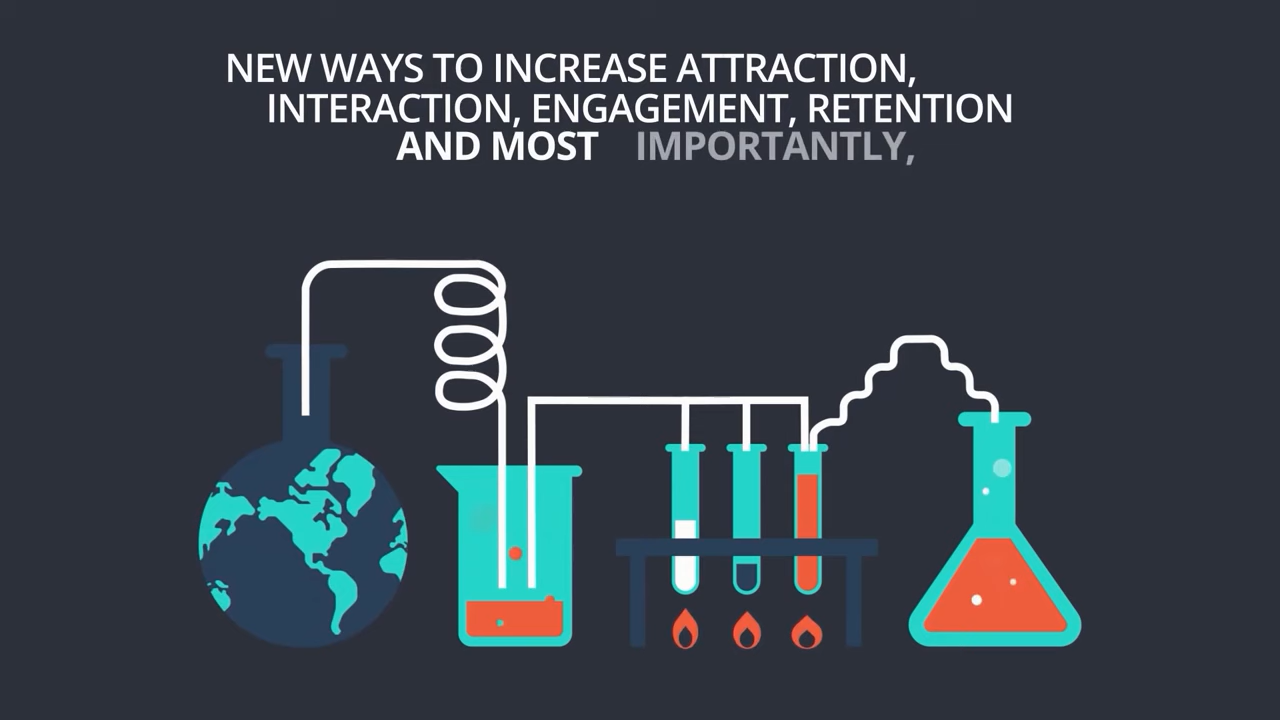 NEW WAYS TO INCREASE ATTRACTION,
INTERACTION, ENGAGEMENT, RETENTION
AND MOST IMPORTANTLY,